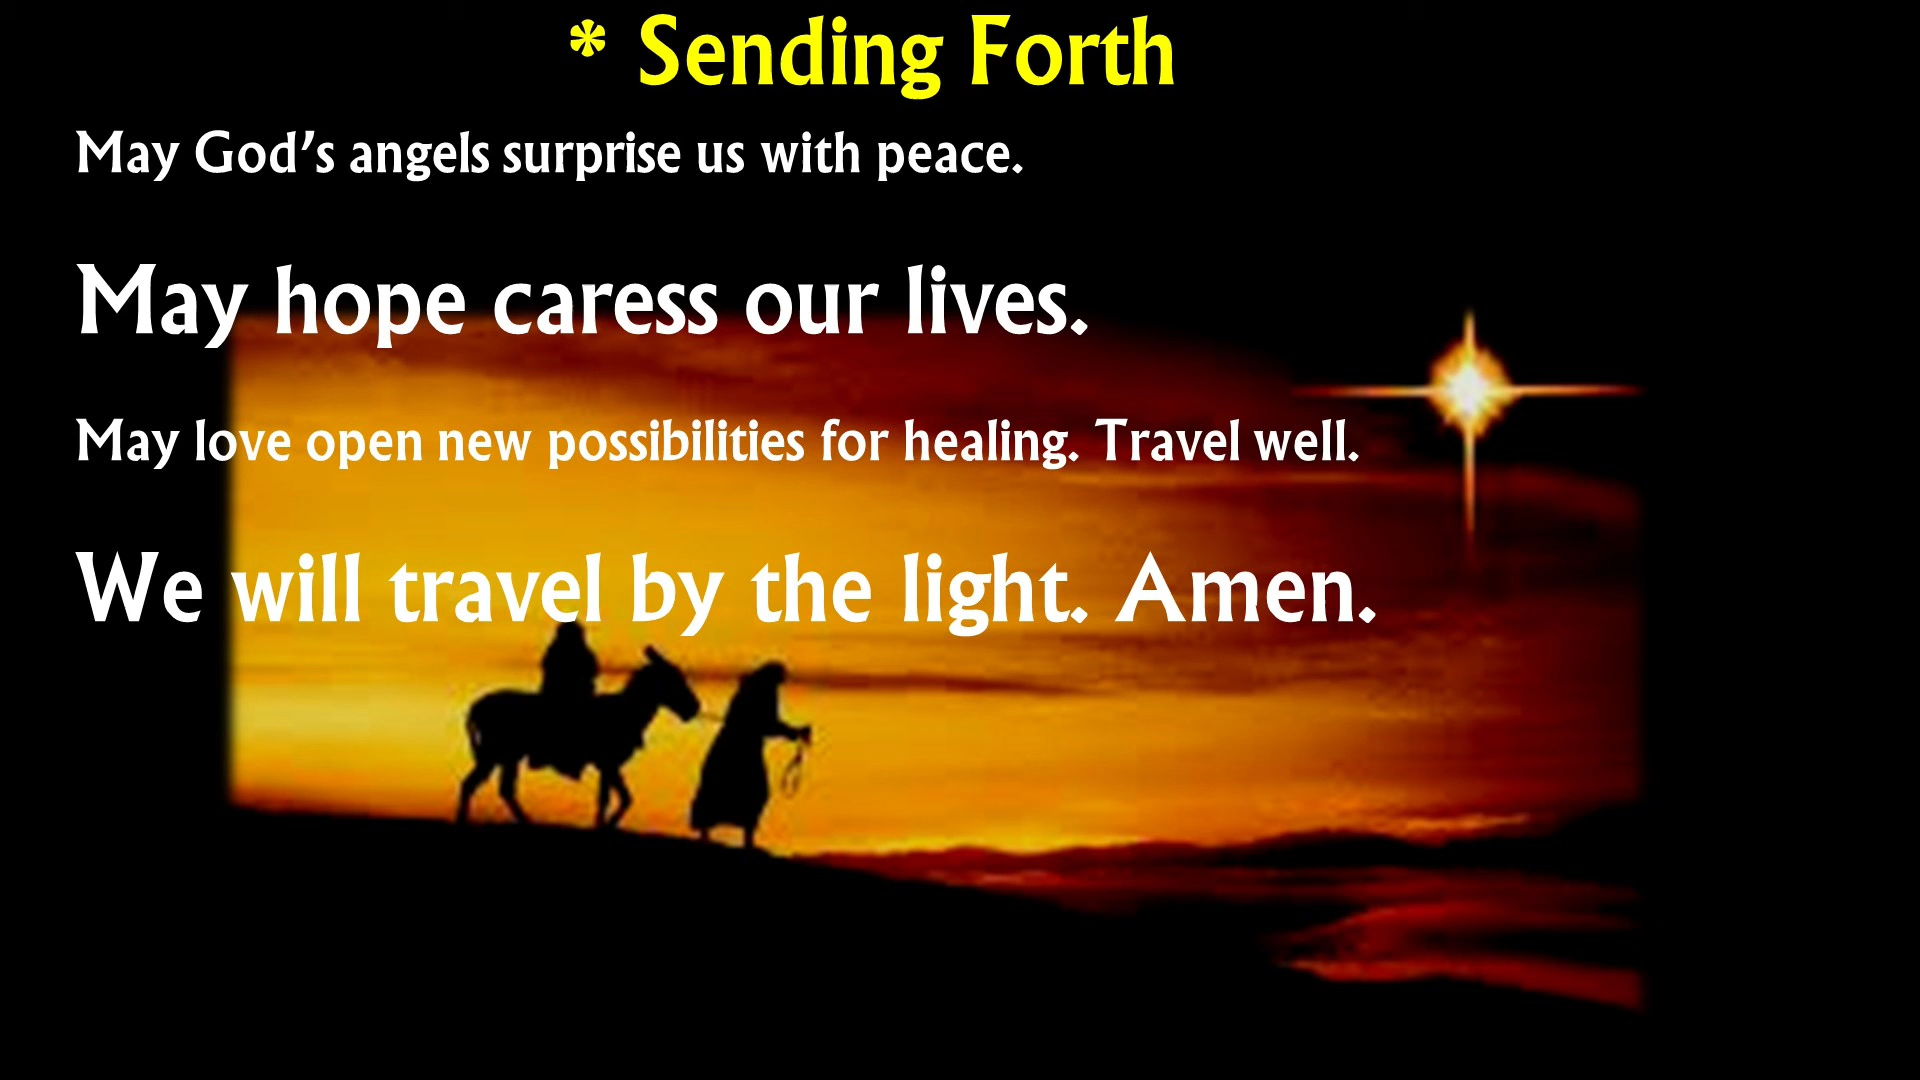 * Sending Forth
May God’s angels surprise us with peace.
May hope caress our lives.
May love open new possibilities for healing. Travel well.
We will travel by the light. Amen.